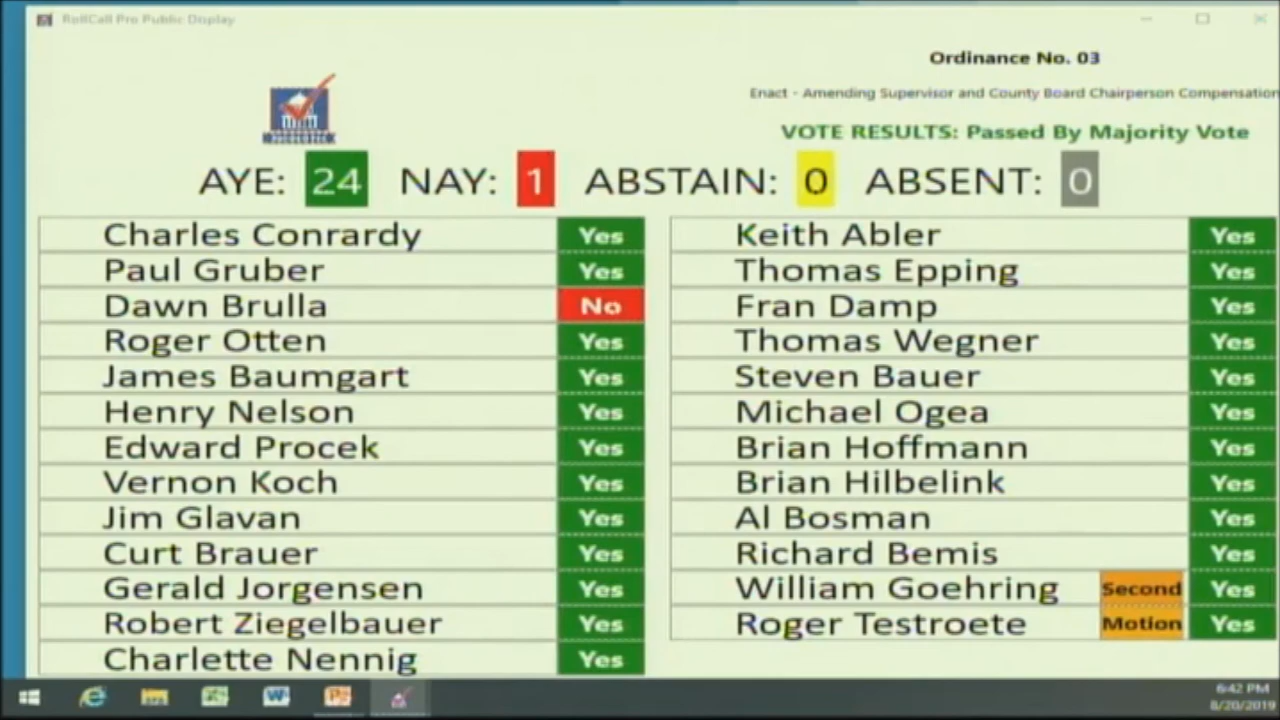 RollCall Pro Public Display
Ordinance No. 03
Enact - Amending Supervisor and County Board Chairperson Compensation
VOTE RESULTS: Passed By Majority Vote
AYE: 24 NAY: 1 ABSTAIN: 0 ABSENT: 0
Charles Conrardy Yes
Paul Gruber Yes
Dawn Brulla No
Roger Otten Yes
James Baumgart Yes
Henry Nelson Yes
Edward Procek Yes
Vernon Koch Yes
Jim Glavan Yes
Curt Brauer Yes
Gerald Jorgensen Yes
Robert Ziegelbauer Yes
Charlette Nennig Yes
Keith Abler Yes
Thomas Epping Yes
Fran Damp Yes
Thomas Wegner Yes
Steven Bauer Yes
Michael Ogea Yes
Brian Hoffmann Yes
Brian Hilbelink Yes
Al Bosman Yes
Richard Bemis Yes
William Goehring Second Yes
Roger Testroete Motion Yes
6:42 PM
8/20/2019